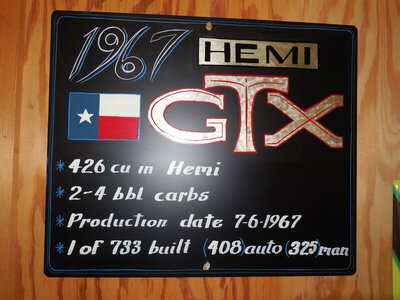 1967 HEMI
GTX
* 426 cu in Hemi
* 2-4 bbl carbs
* Production date 7-6-1967
* 1 of 733 built (408) auto (325) man